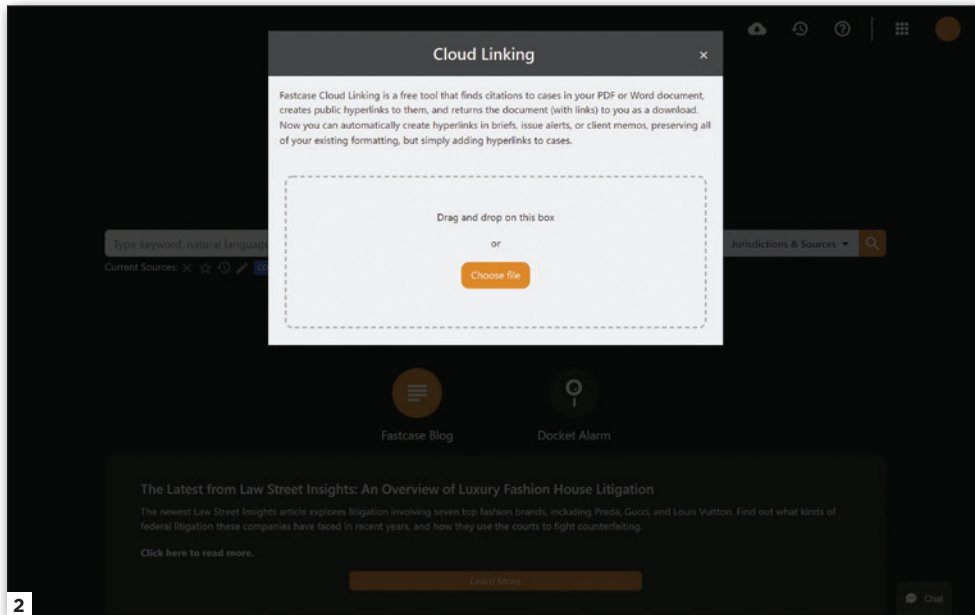 Cloud Linking
×
Fastcase Cloud Linking is a free tool that finds citations to cases in your PDF or Word document,
creates public hyperlinks to them, and returns the document (with links) to you as a download.
Now you can automatically create hyperlinks in briefs, issue alerts, or client memos, preserving all
of your existing formatting, but simply adding hyperlinks to cases.
Drag and drop on this box
or
Choose file
Type keyword, natural language
Jurisdictions & Sources
Current Sources:
Fastcase Blog
Docket Alarm
The Latest from Law Street Insights: An Overview of Luxury Fashion House Litigation
The newest Law Street Insights article explores litigation involving seven top fashion brands, including Prada, Gucci, and Louis Vuitton. Find out what kinds of
federal litigation these companies have faced in recent years, and how they use the courts to fight counterfeiting.
Click here to read more.
Learn More
Chat
2